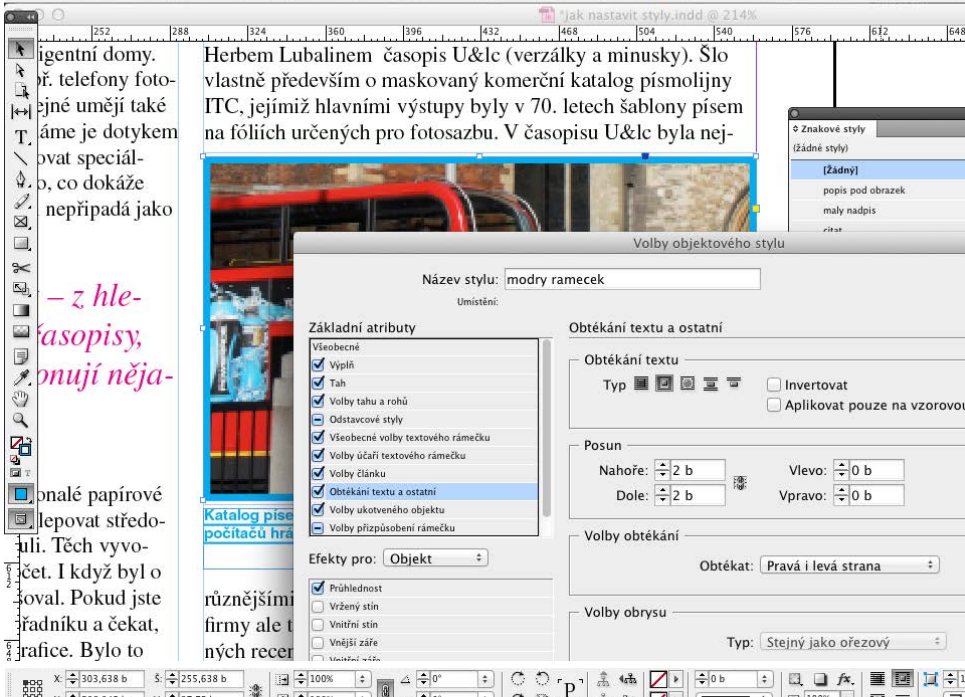 *jak nastavit styly.indd @ 214%
252 288 324 360 396 432 468 504 540 576 612 648
igentní domy.
př. telefony foto-
ejné umějí také
áme je dotykem
ovat speciál-
o, co dokáže
nepřipadá jako
– z hle-
časopisy,
onují něja-
onalé papírové
lepovat středo-
uli. Těch vyvo-
čet. I když byl o
šoval. Pokud jste
řadníku a čekat,
rafice. Bylo to
Herbem Lubalinem časopis U&lc (verzálky a minusky). Šlo
vlastně především o maskovaný komerční katalog písmolijny
ITC, jejímiž hlavními výstupy byly v 70. letech šablony písem
na fóliích určených pro fotosazbu. V časopisu U&lc byla nej-
Katalog píse
počítačů hrá
různějšími
firmy ale t
ných recen
Znakové styly
(žádné styly)
[Žádný]
popis pod obrazek
maly nadpis
citat
Volby objektového stylu
Název stylu: modry ramecek
Umístění:
Základní atributy
Všeobecné
Výplň
Tah
Volby tahu a rohů
Odstavcové styly
Všeobecné volby textového rámečku
Volby účaří textového rámečku
Volby článku
Obtékání textu a ostatní
Volby ukotveného objektu
Volby přizpůsobení rámečku
Efekty pro: Objekt
Průhlednost
Vržený stín
Vnitřní stín
Vnější záře
Vnitřní záře
Obtékání textu a ostatní
Obtékání textu
Typ
Invertovat
Aplikovat pouze na vzorovou
Posun
Nahoře: 2 b Vlevo: 0 b
Dole: 2 b Vpravo: 0 b
Volby obtékání
Obtékat: Pravá i levá strana
Volby obrysu
Typ: Stejný jako ořezový
X: 303,638 b Š: 255,638 b 100% 0° P 0 b